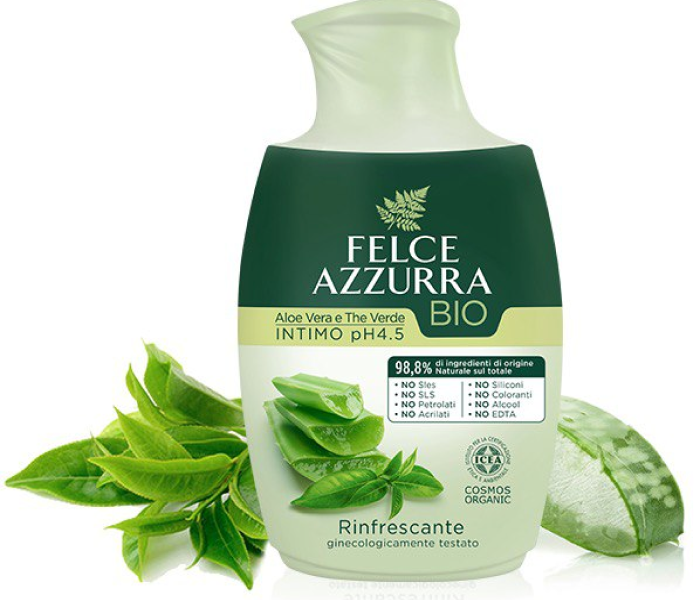 FELCE
AZZURRA
BIO
Aloe Vera e The Verde
INTIMO pH4.5
98,8% di ingredienti di origine
Naturale sul totale
• NO Sles
• NO SLS
• NO Petrolati
• NO Acrilati
• NO Siliconi
• NO Coloranti
• NO Alcool
• NO EDTA
ICEA
COSMOS
ORGANIC
Rinfrescante
ginecologicamente testato